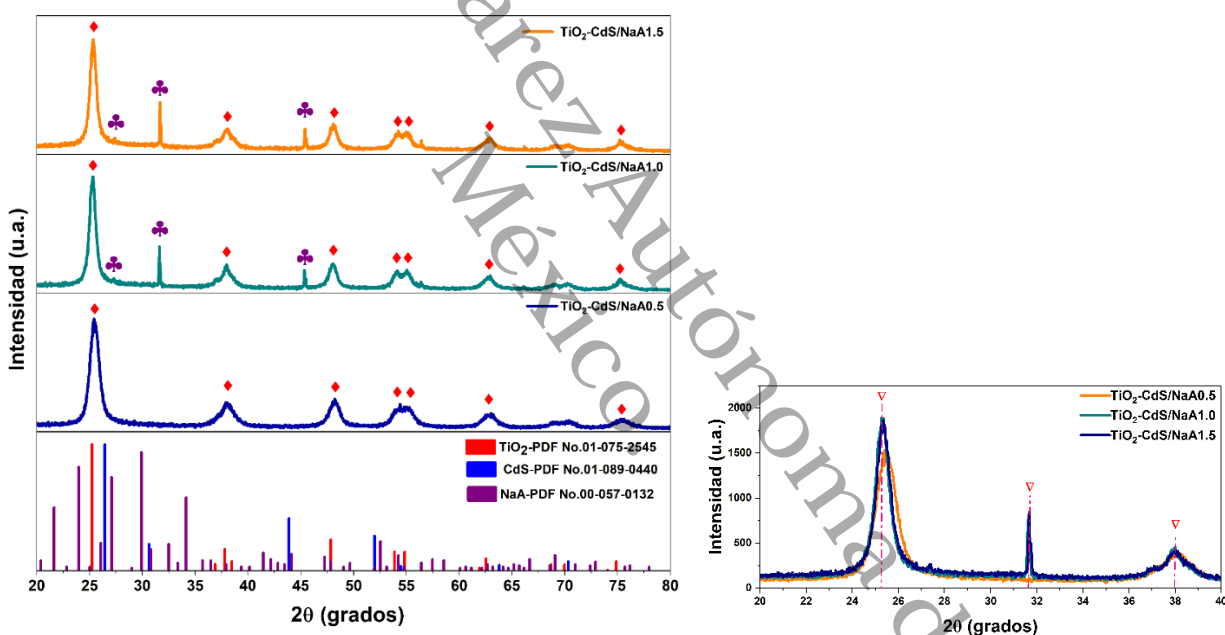 TiO2-CdS/NaA1.5
TiO2-CdS/NaA1.0
TiO2-CdS/NaA0.5
TiO2-PDF No.01-075-2545
CdS-PDF No.01-089-0440
NaA-PDF No.00-057-0132
Intensidad (u.a.)
20 25 30 35 40 45 50 55 60 65 70 75 80
2θ (grados)
TiO2-CdS/NaA0.5
TiO2-CdS/NaA1.0
TiO2-CdS/NaA1.5
Intensidad (u.a.)
2000
1500
1000
500
0
20 22 24 26 28 30 32 34 36 38 40
2θ (grados)
arez Autónoma d
México.